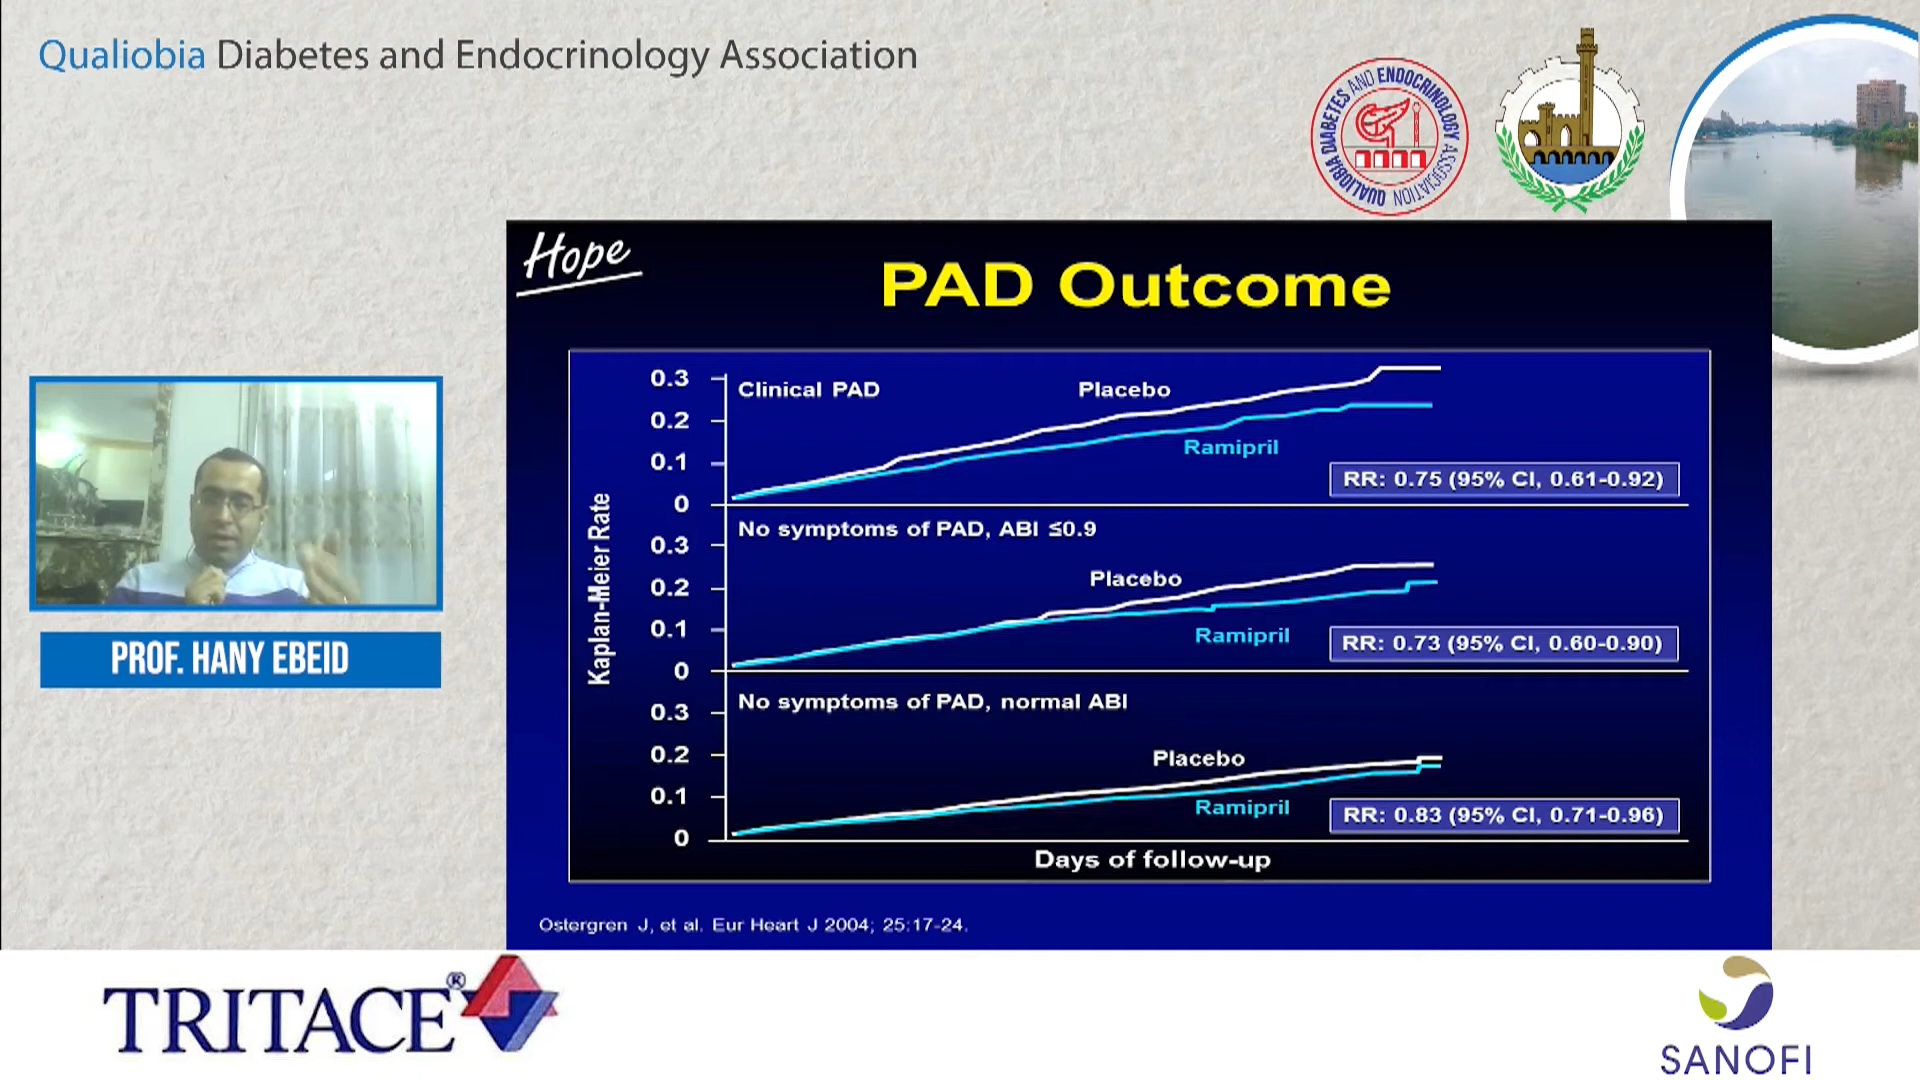 Qualiobia Diabetes and Endocrinology Association
QUALIOBIA DIABETES AND ENDOCRINOLOGY ASSOCIATION
Hope
PAD Outcome
Kaplan-Meier Rate
0.3
0.2
0.1
0
Clinical PAD
Placebo
Ramipril
RR: 0.75 (95% CI, 0.61-0.92)
0.3
0.2
0.1
0
No symptoms of PAD, ABI ≤0.9
Placebo
Ramipril
RR: 0.73 (95% CI, 0.60-0.90)
0.3
0.2
0.1
0
No symptoms of PAD, normal ABI
Placebo
Ramipril
RR: 0.83 (95% CI, 0.71-0.96)
Days of follow-up
Ostergren J, et al. Eur Heart J 2004; 25:17-24.
PROF. HANY EBEID
TRITACE®
SANOFI